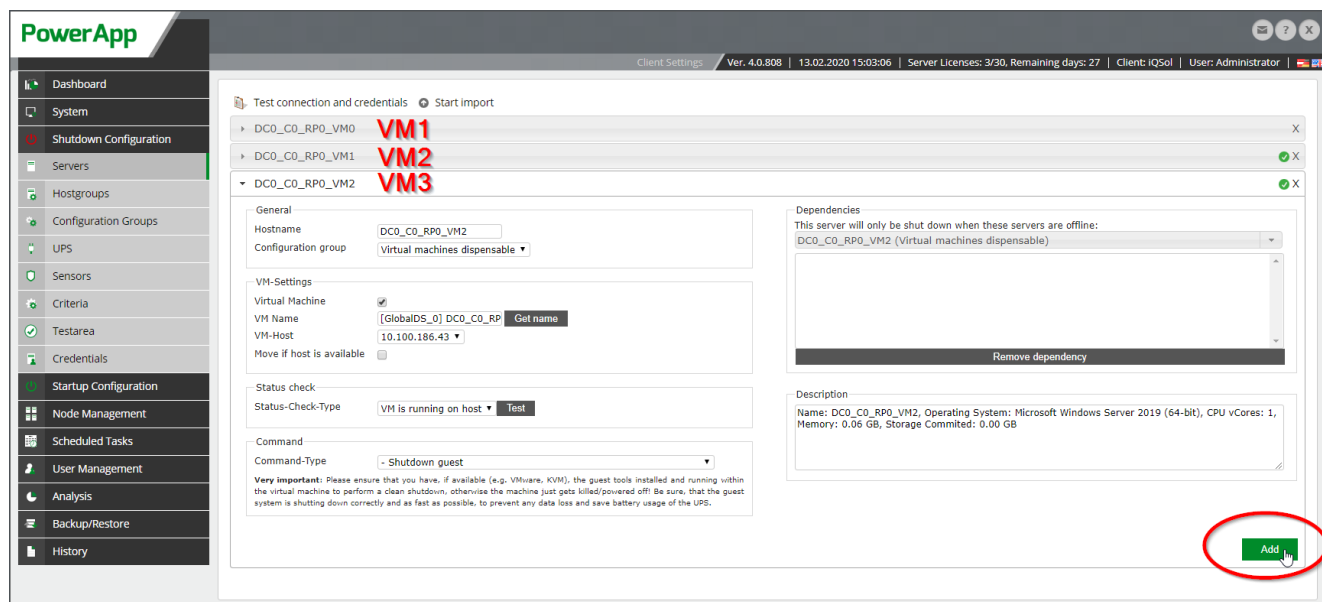 PowerApp
Client Settings
Ver. 4.0.808 | 13.02.2020 15:03:06 | Server Licenses: 3/30, Remaining days: 27 | Client: iQSol | User: Administrator |
Dashboard
System
Shutdown Configuration
Servers
Hostgroups
Configuration Groups
UPS
Sensors
Criteria
Testarea
Credentials
Startup Configuration
Node Management
Scheduled Tasks
User Management
Analysis
Backup/Restore
History
Test connection and credentials Start import
DC0_C0_RP0_VM0 VM1 X
DC0_C0_RP0_VM1 VM2 X
DC0_C0_RP0_VM2 VM3 X
General
Hostname DC0_C0_RP0_VM2
Configuration group Virtual machines dispensable
VM-Settings
Virtual Machine
VM Name [GlobalDS_0] DC0_C0_RP Get name
VM-Host 10.100.186.43
Move if host is available
Status check
Status-Check-Type VM is running on host Test
Command
Command-Type - Shutdown guest
Very important: Please ensure that you have, if available (e.g. VMware, KVM), the guest tools installed and running within
the virtual machine to perform a clean shutdown, otherwise the machine just gets killed/powered off! Be sure, that the guest
system is shutting down correctly and as fast as possible, to prevent any data loss and save battery usage of the UPS.
Dependencies
This server will only be shut down when these servers are offline:
DC0_C0_RP0_VM2 (Virtual machines dispensable)
Remove dependency
Description
Name: DC0_C0_RP0_VM2, Operating System: Microsoft Windows Server 2019 (64-bit), CPU vCores: 1,
Memory: 0.06 GB, Storage Commited: 0.00 GB
Add